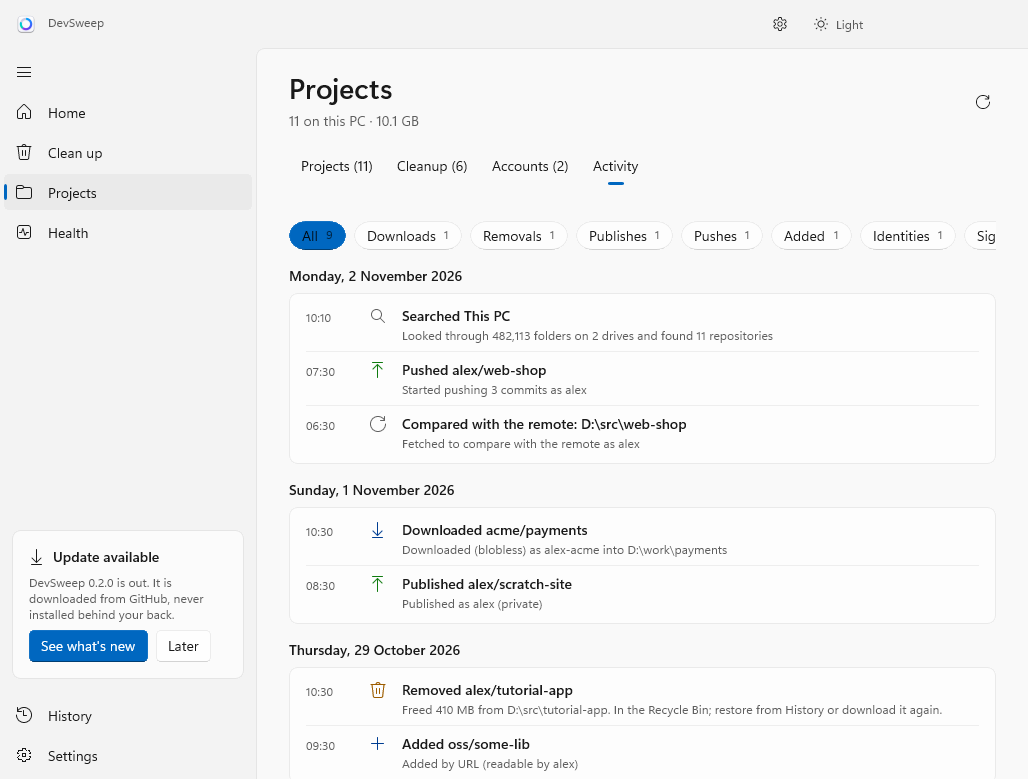 DevSweep
Light
Home
Clean up
Projects
Health
Update available
DevSweep 0.2.0 is out. It is
downloaded from GitHub, never
installed behind your back.
See what's new
Later
History
Settings
Projects
11 on this PC · 10.1 GB
Projects (11)
Cleanup (6)
Accounts (2)
Activity
All 9
Downloads 1
Removals 1
Publishes 1
Pushes 1
Added 1
Identities 1
Sig
Monday, 2 November 2026
10:10
Searched This PC
Looked through 482,113 folders on 2 drives and found 11 repositories
07:30
Pushed alex/web-shop
Started pushing 3 commits as alex
06:30
Compared with the remote: D:\src\web-shop
Fetched to compare with the remote as alex
Sunday, 1 November 2026
10:30
Downloaded acme/payments
Downloaded (blobless) as alex-acme into D:\work\payments
08:30
Published alex/scratch-site
Published as alex (private)
Thursday, 29 October 2026
10:30
Removed alex/tutorial-app
Freed 410 MB from D:\src\tutorial-app. In the Recycle Bin; restore from History or download it again.
09:30
Added oss/some-lib
Added by URL (readable by alex)